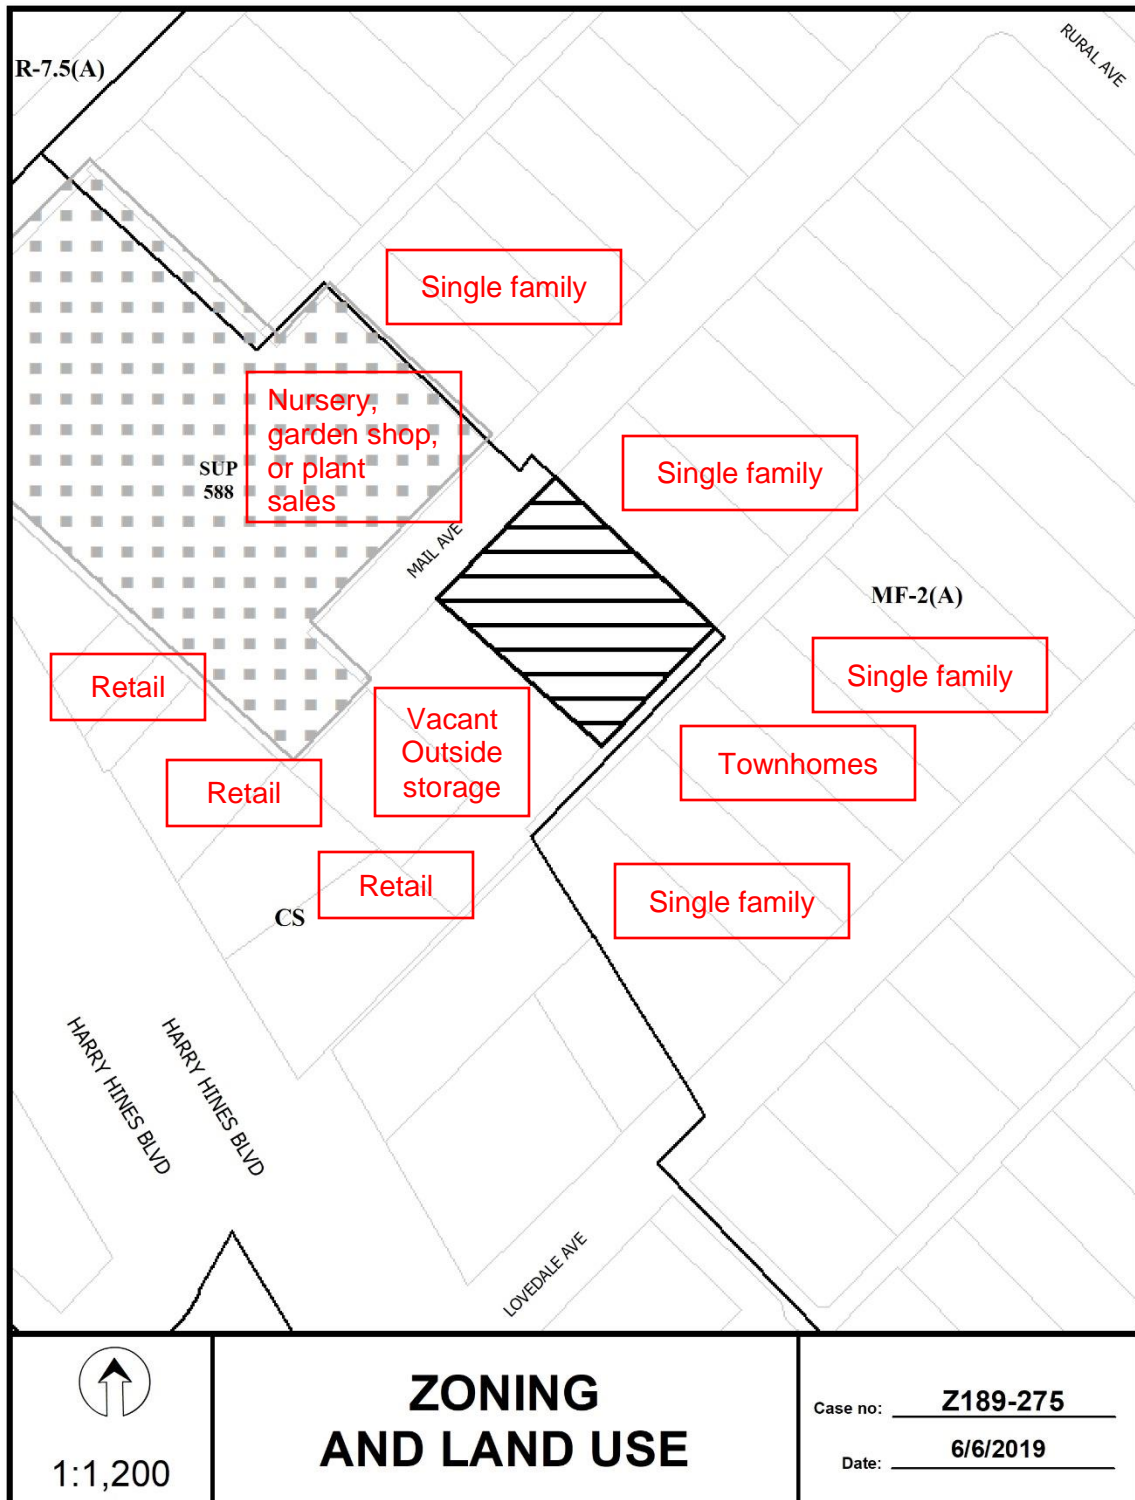 RURAL AVE
R-7.5(A)
Single family
Nursery,
garden shop,
or plant
sales
SUP
588
Single family
MAIL AVE
MF-2(A)
Single family
Retail
Vacant
Outside
storage
Townhomes
Retail
Retail
Single family
CS
HARRY HINES BLVD
HARRY HINES BLVD
LOVEDALE AVE
1:1,200
ZONING
AND LAND USE
Case no: Z189-275
Date: 6/6/2019